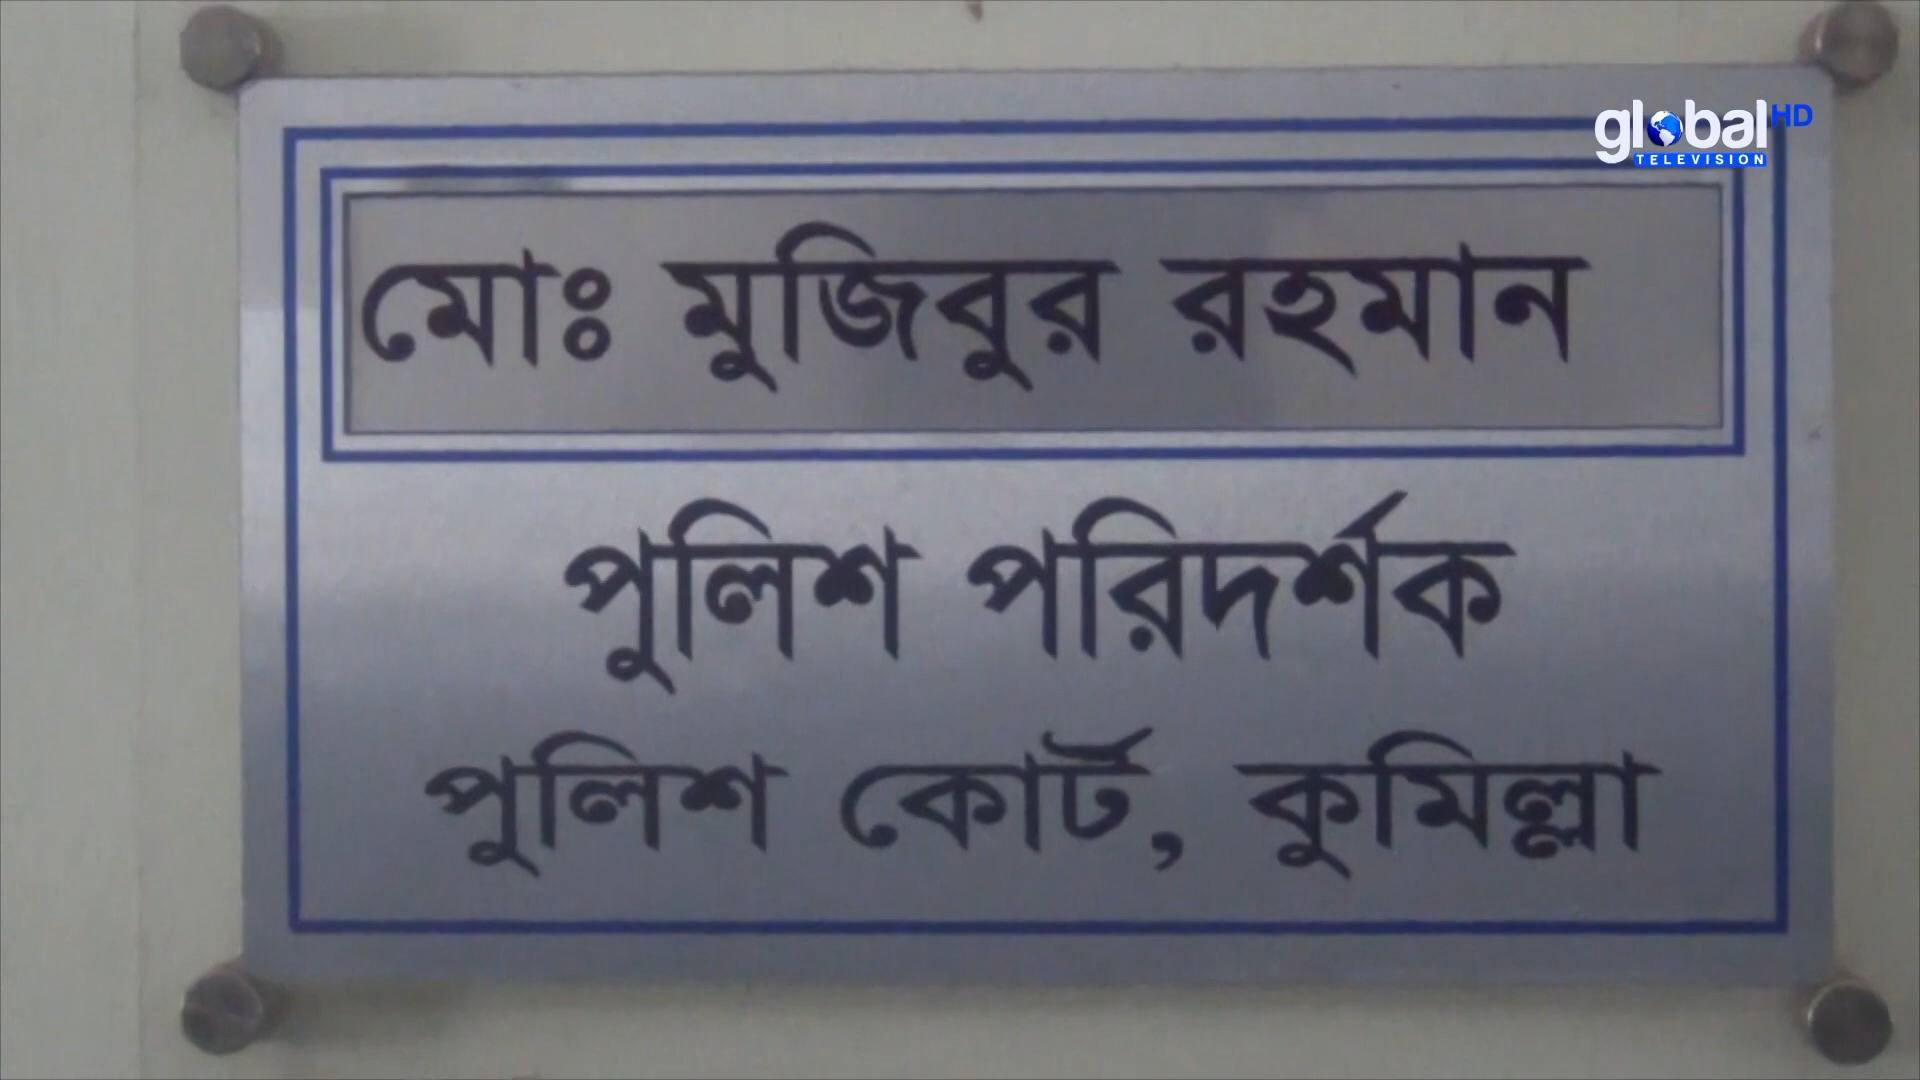 global HD
TELEVISION
মোঃ মুজিবুর রহমান
পুলিশ পরিদর্শক
পুলিশ কোর্ট, কুমিল্লা